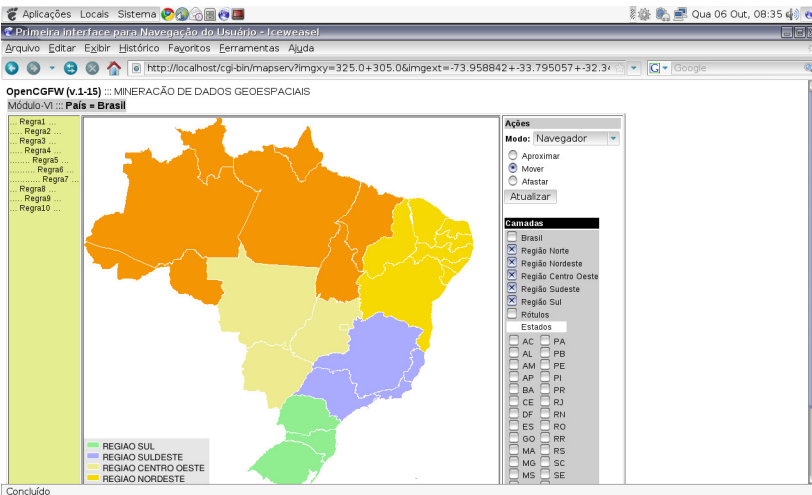 Aplicações Locais Sistema Qua 06 Out, 08:35
Primeira interface para Navegação do Usuário - Iceweasel
Arquivo Editar Exibir Histórico Favoritos Ferramentas Ajuda
http://localhost/cgi-bin/mapserv?imgxy=325.0+305.0&imgext=-73.958842+-33.795057+-32.3 Google
OpenCGFW (v.1-15) ::: MINERACÃO DE DADOS GEOESPACIAIS
Módulo-VI ::: País = Brasil
... Regra1 ...
..... Regra2 ...
... Regra3 ...
..... Regra4 ...
......... Regra5 ...
........... Regra6 ...
............. Regra7 ...
... Regra8 ...
..... Regra9 ...
... Regra10 ...
REGIAO SUL
REGIAO SULDESTE
REGIAO CENTRO OESTE
REGIAO NORDESTE
Ações
Modo: Navegador
Aproximar
Mover
Afastar
Atualizar
Camadas
Brasil
Região Norte
Região Nordeste
Região Centro Oeste
Região Sudeste
Região Sul
Rótulos
Estados
AC PA
AL PB
AM PE
AP PI
BA PR
CE RJ
DF RN
ES RO
GO RR
MA RS
MG SC
MS SE
Concluído